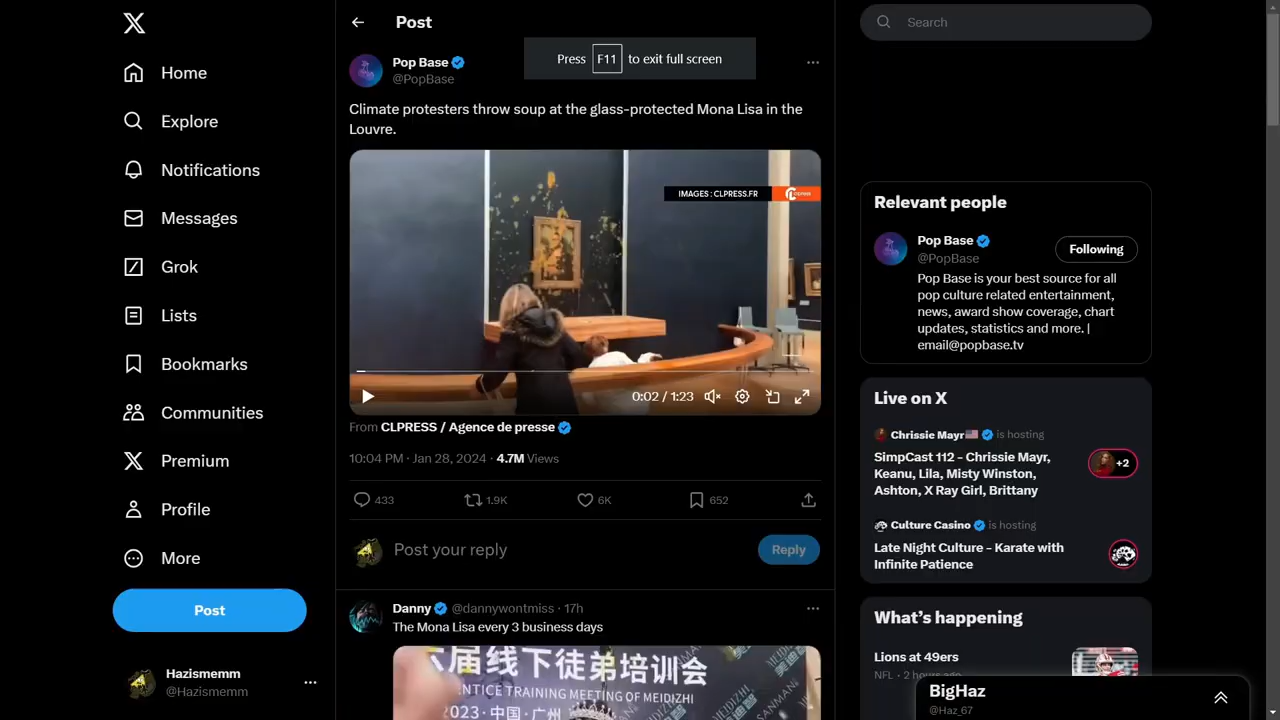 Home
Explore
Notifications
Messages
Grok
Lists
Bookmarks
Communities
Premium
Profile
More
Post
Hazismemm
@Hazismemm
Post
Press F11 to exit full screen
Pop Base
@PopBase
Climate protesters throw soup at the glass-protected Mona Lisa in the
Louvre.
IMAGES : CLPRESS.FR
0:02 / 1:23
From CLPRESS / Agence de presse
10:04 PM · Jan 28, 2024 · 4.7M Views
433
1.9K
6K
652
Post your reply
Reply
Danny @dannywontmiss · 17h
The Mona Lisa every 3 business days
届线下徒弟培训会
NTICE TRAINING MEETING OF MEIDIZHI
2023·中国·广州
Search
Relevant people
Pop Base
@PopBase
Following
Pop Base is your best source for all
pop culture related entertainment,
news, award show coverage, chart
updates, statistics and more. |
email@popbase.tv
Live on X
Chrissie Mayr🇺🇸 is hosting
SimpCast 112 - Chrissie Mayr,
Keanu, Lila, Misty Winston,
Ashton, X Ray Girl, Brittany
+2
Culture Casino is hosting
Late Night Culture - Karate with
Infinite Patience
What's happening
Lions at 49ers
NFL · 2 hours ago
BigHaz
@Haz_67